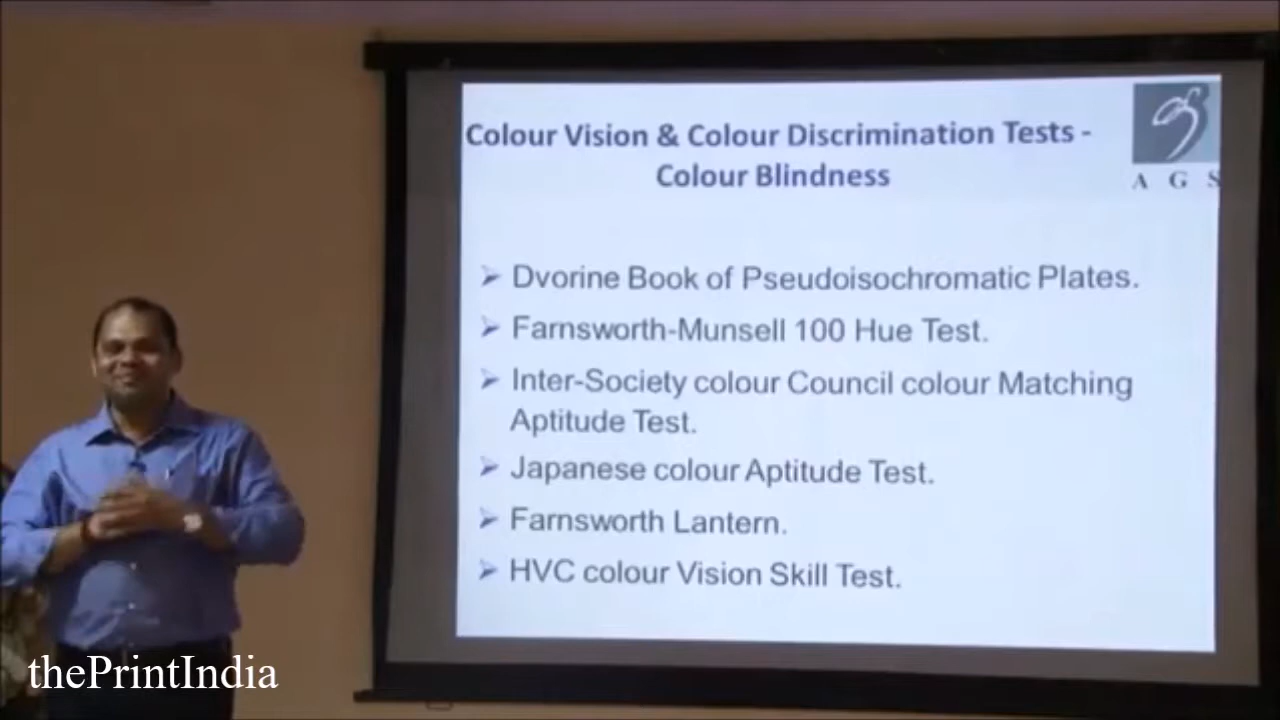 Colour Vision & Colour Discrimination Tests -
Colour Blindness
A G S
Dvorine Book of Pseudoisochromatic Plates.
Farnsworth-Munsell 100 Hue Test.
Inter-Society colour Council colour Matching
Aptitude Test.
Japanese colour Aptitude Test.
Farnsworth Lantern.
HVC colour Vision Skill Test.
thePrintIndia